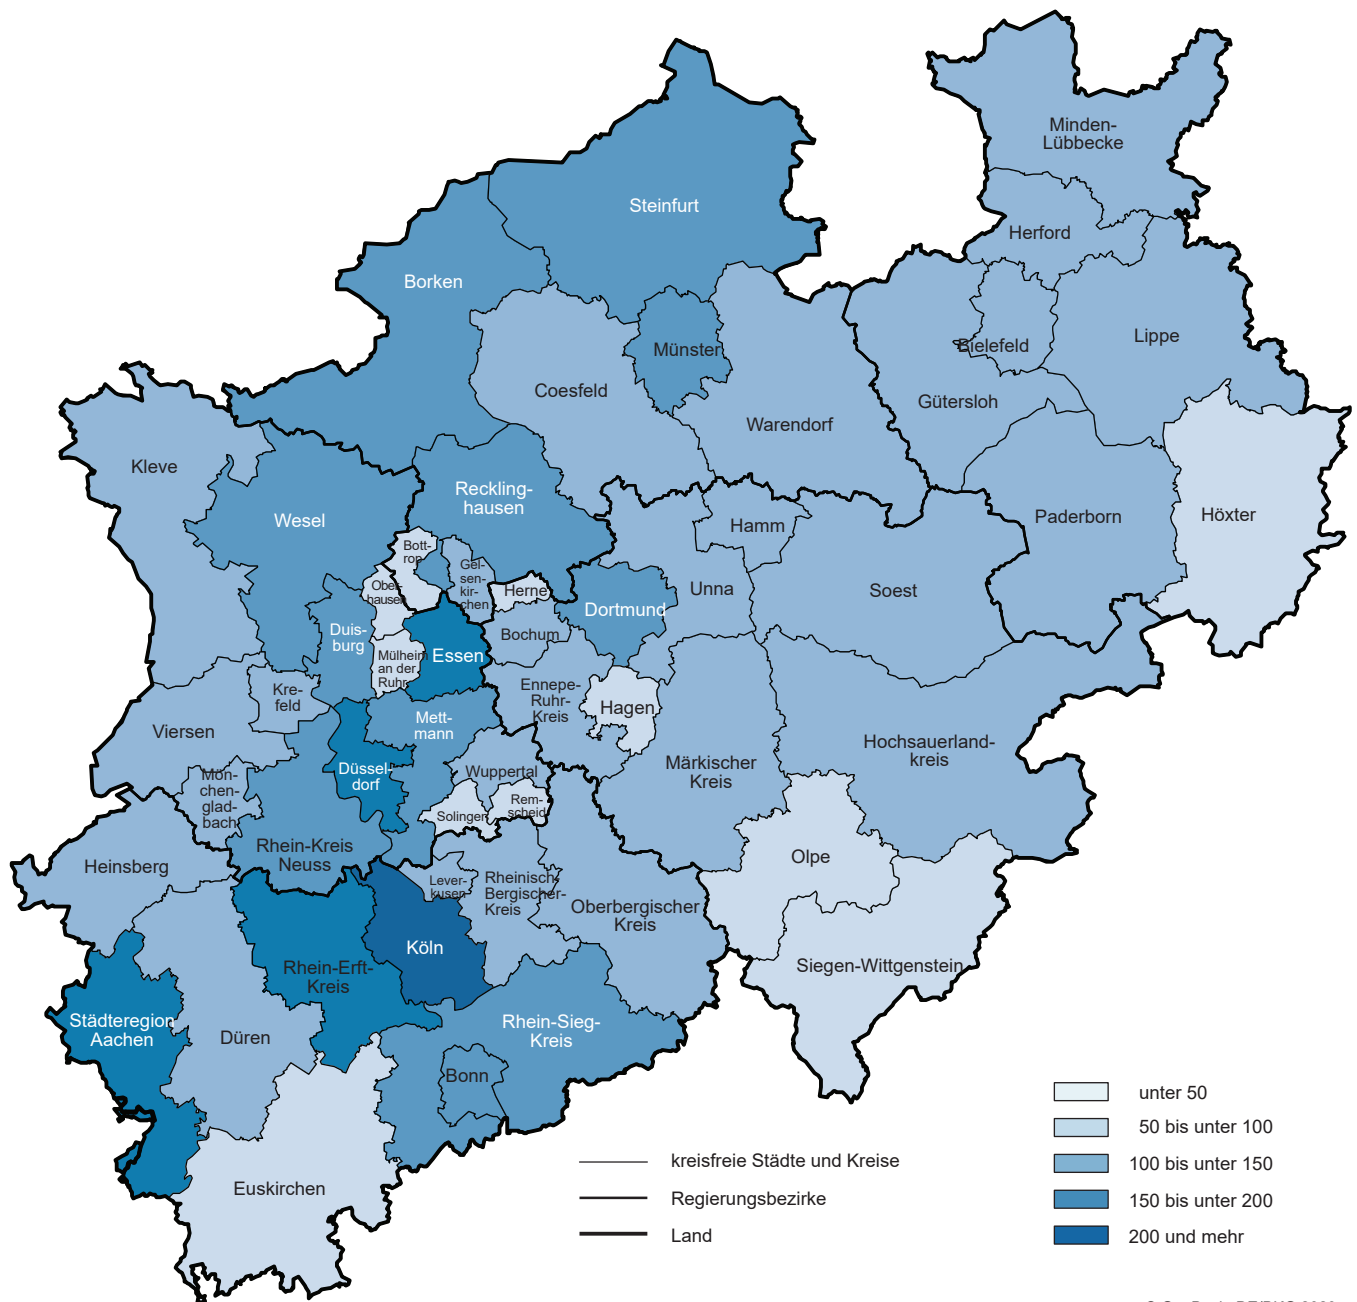 Minden-
Lübbecke
Steinfurt
Herford
Borken
Lippe
Bielefeld
Münster
Coesfeld
Gütersloh
Warendorf
Kleve
Reckling-
hausen
Wesel
Paderborn
Höxter
Hamm
Bott-
rop
Gel-
sen-
kir-
chen
Ober-
hausen
Herne
Unna
Soest
Dortmund
Duis-
burg
Bochum
Essen
Mülheim
an der
Ruhr
Kre-
feld
Ennepe-
Ruhr-
Kreis
Hagen
Viersen
Mett-
mann
Hochsauerland-
kreis
Märkischer
Kreis
Düssel-
dorf
Wuppertal
Mön-
chen-
glad-
bach
Rem-
scheid
Solingen
Rhein-Kreis
Neuss
Olpe
Heinsberg
Lever-
kusen
Rheinisch-
Bergischer-
Kreis
Oberbergischer
Kreis
Köln
Siegen-Wittgenstein
Rhein-Erft-
Kreis
Städteregion
Aachen
Düren
Rhein-Sieg-
Kreis
Bonn
Euskirchen
kreisfreie Städte und Kreise
Regierungsbezirke
Land
unter 50
50 bis unter 100
100 bis unter 150
150 bis unter 200
200 und mehr